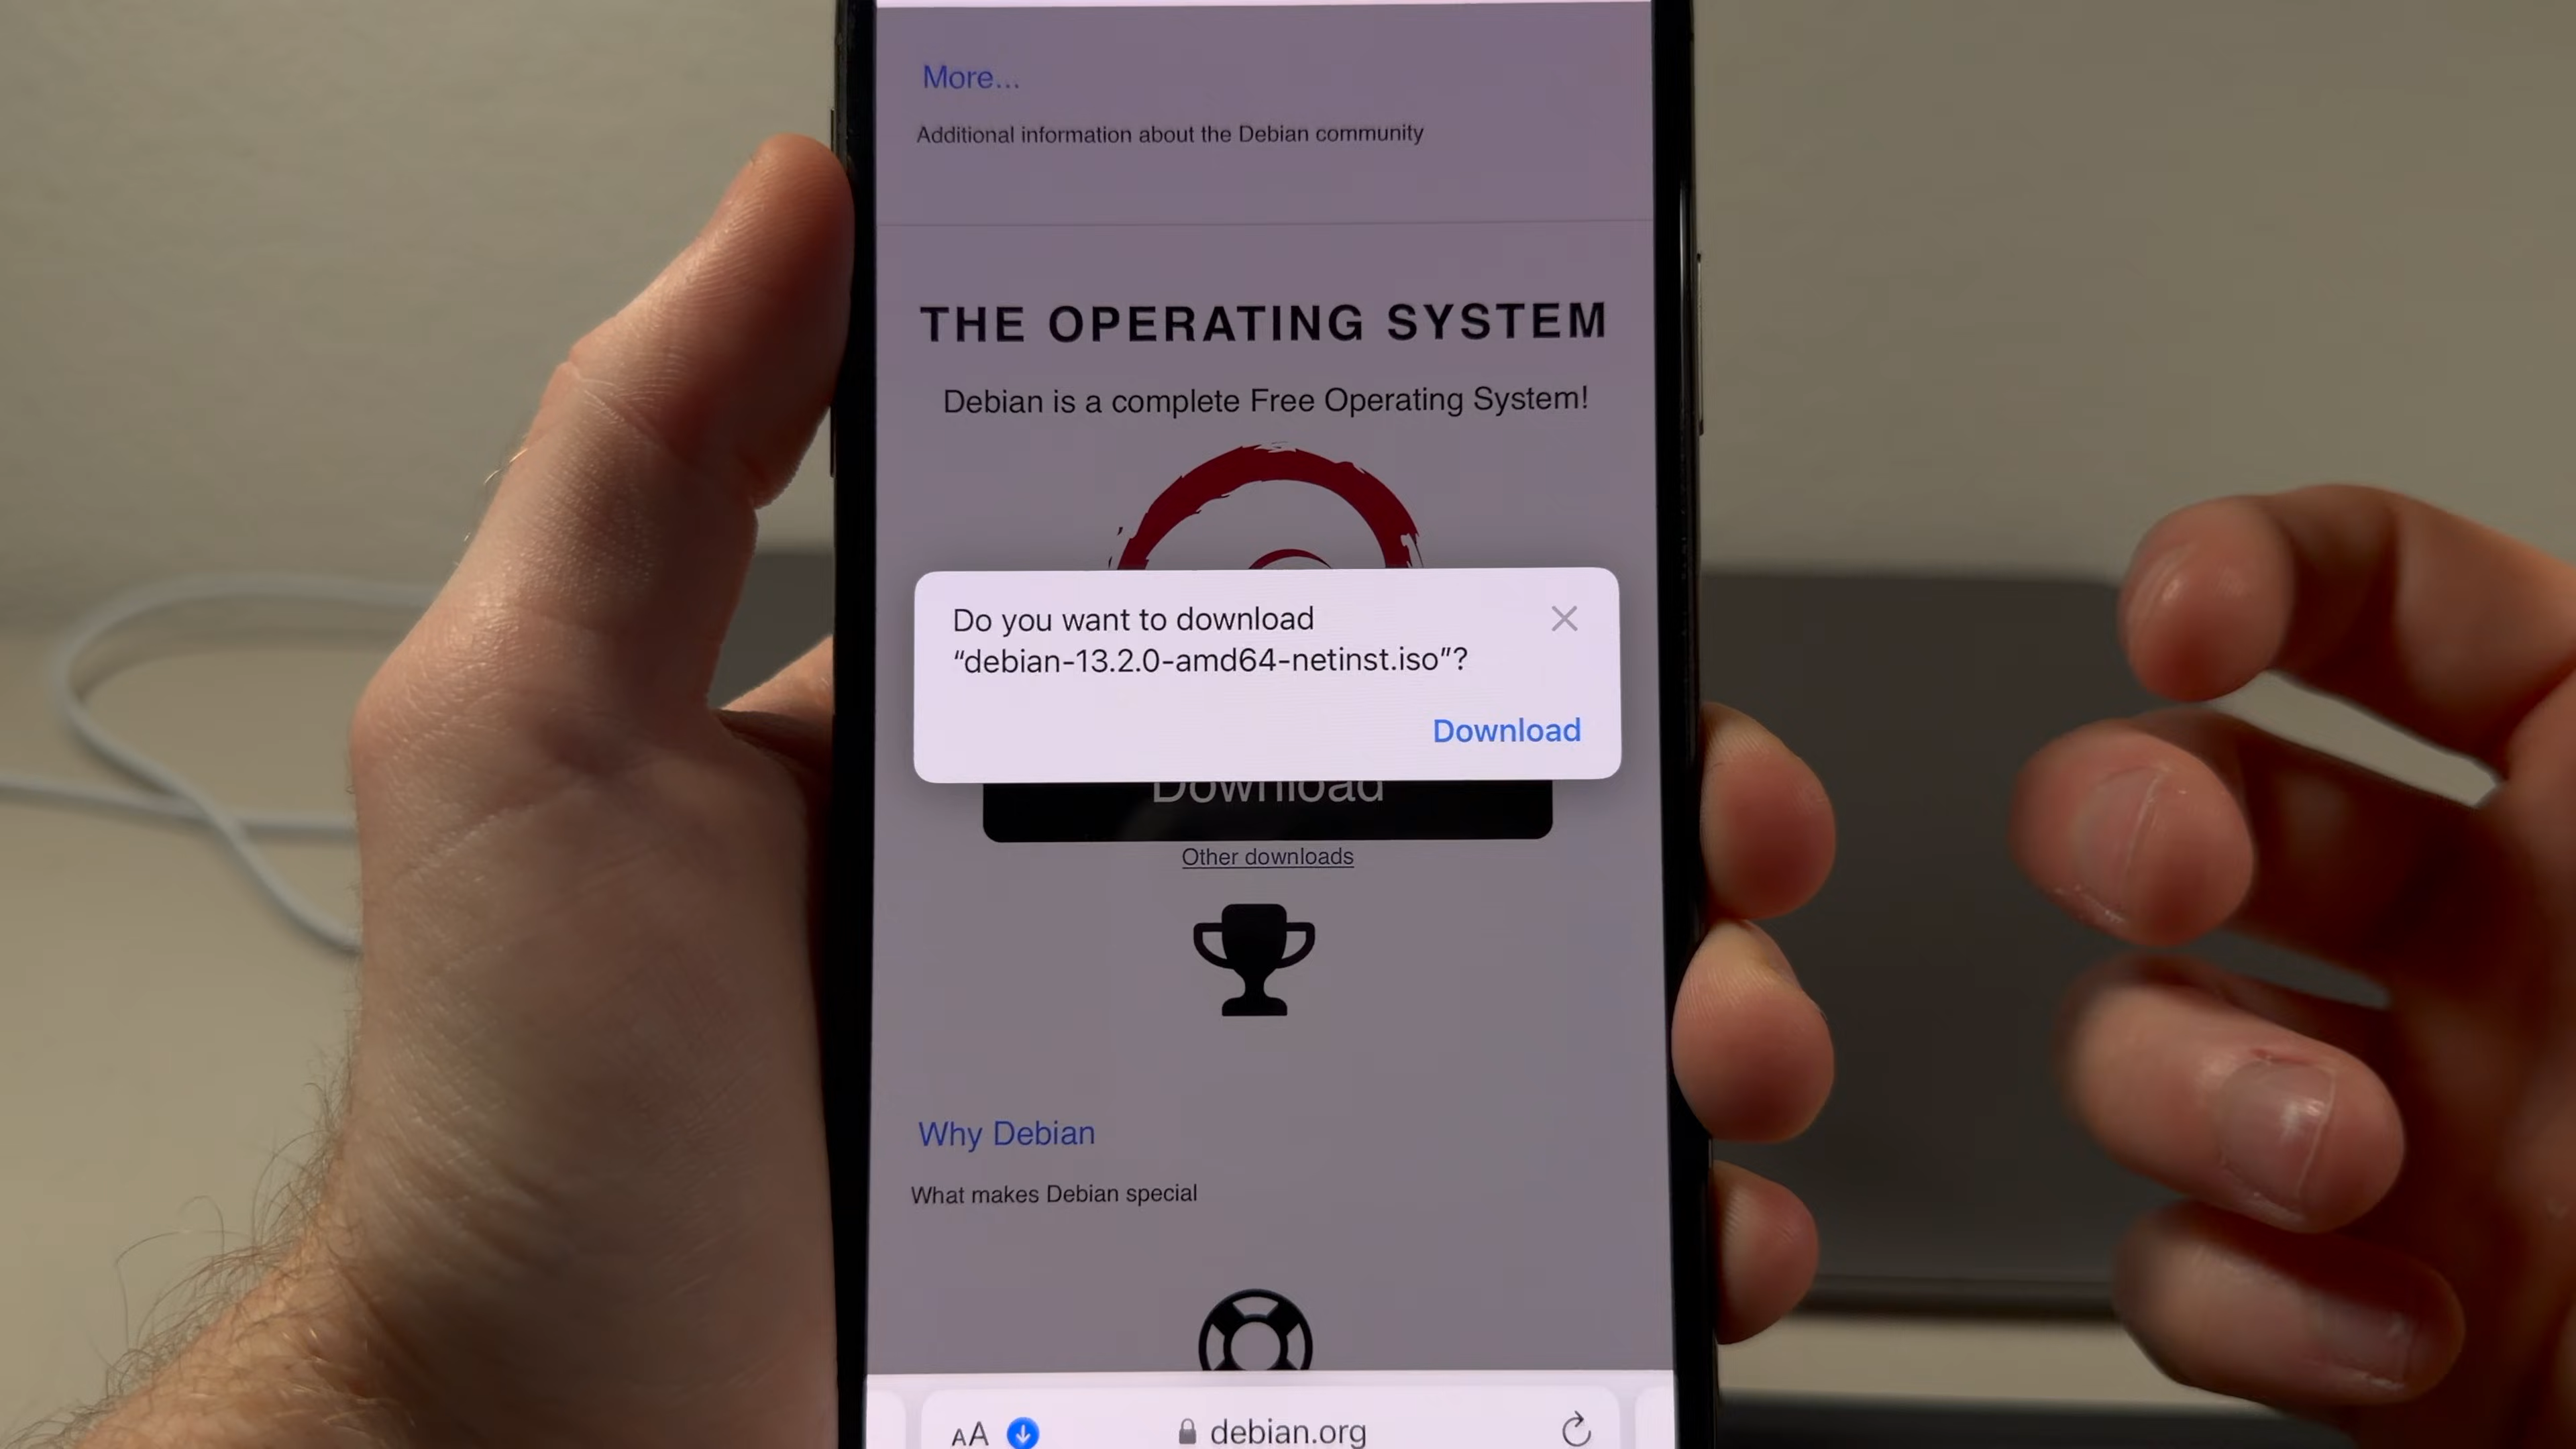 More...
Additional information about the Debian community
THE OPERATING SYSTEM
Debian is a complete Free Operating System!
Do you want to download
“debian-13.2.0-amd64-netinst.iso”?
Download
Download
Other downloads
Why Debian
What makes Debian special
AA debian.org